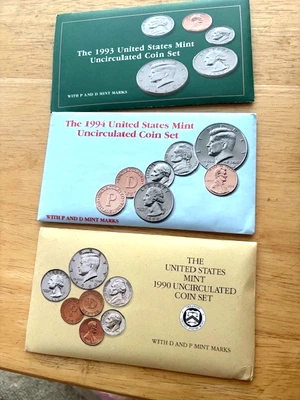 The 1993 United States Mint
Uncirculated Coin Set
WITH P AND D MINT MARKS
The 1994 United States Mint
Uncirculated Coin Set
D
P
WITH P AND D MINT MARKS
THE
UNITED STATES
MINT
1990 UNCIRCULATED
COIN SET
WITH D AND P MINT MARKS